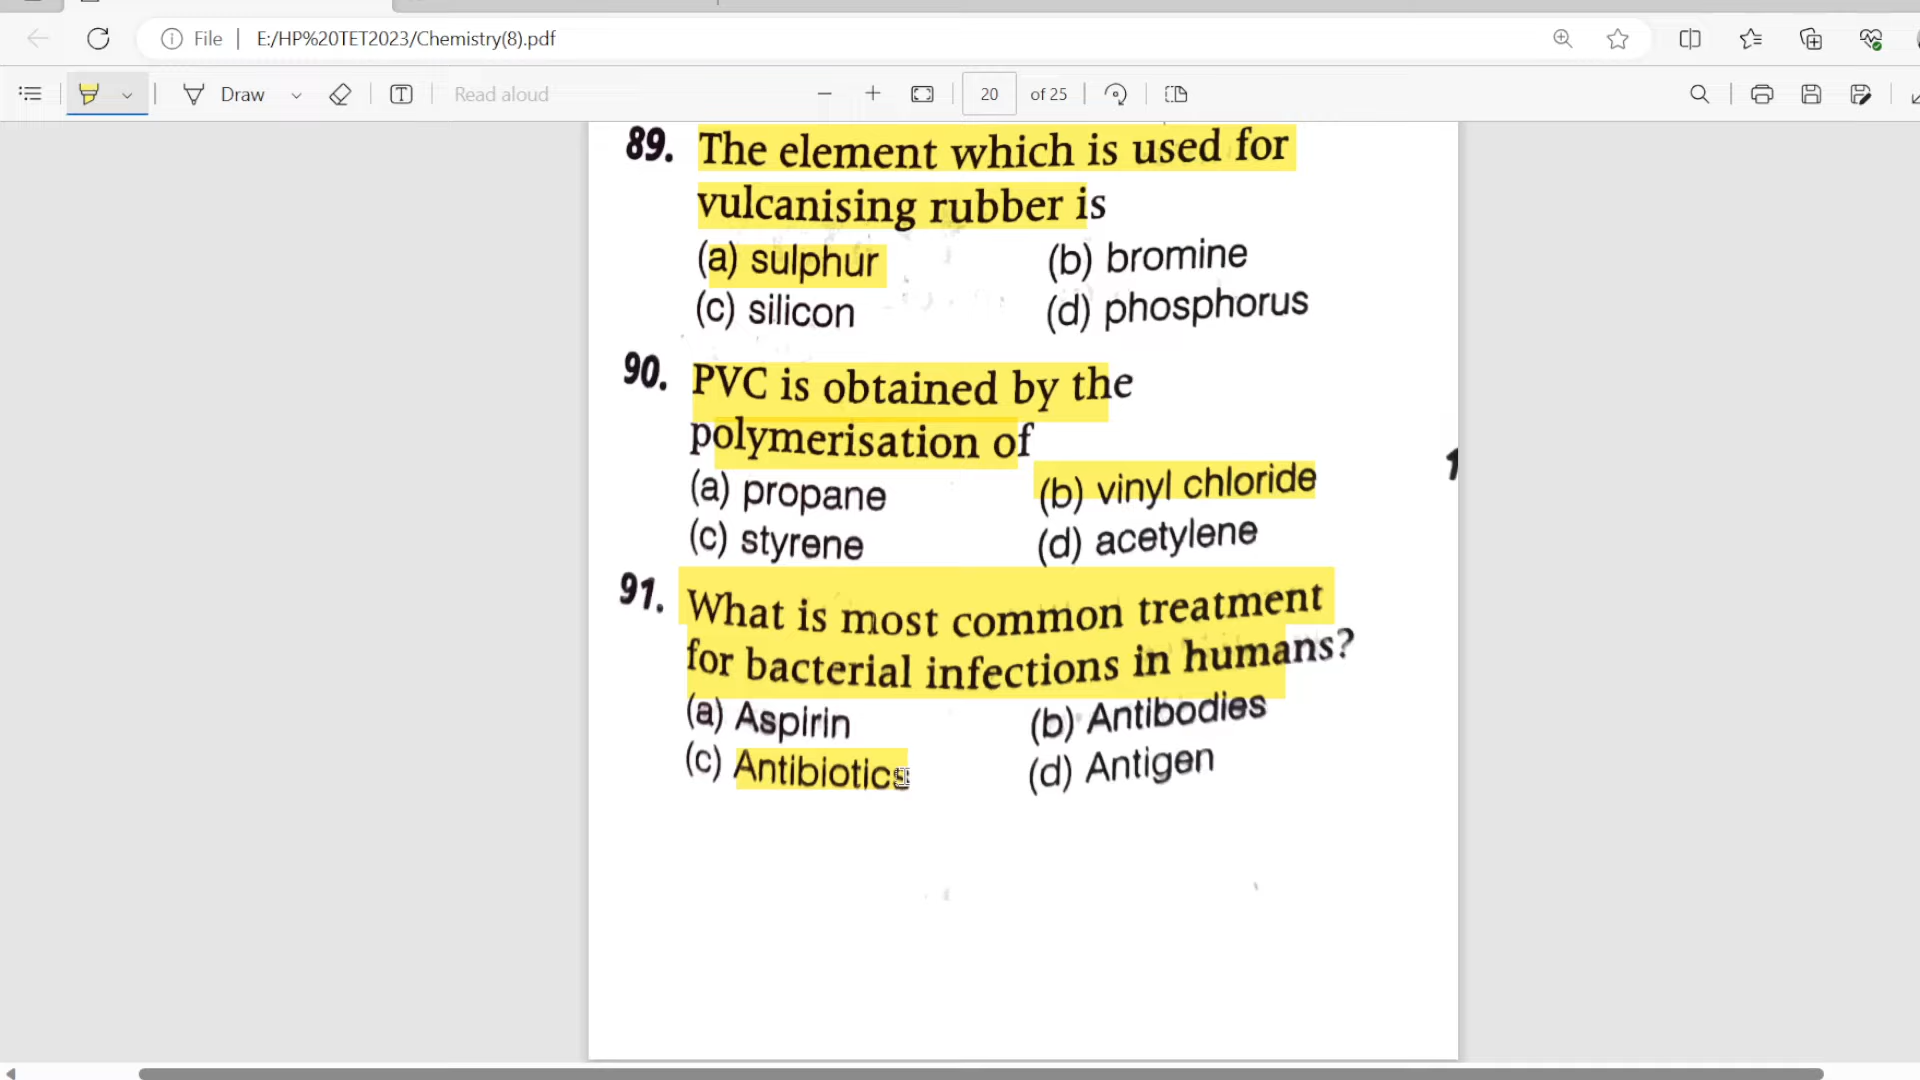 File | E:/HP%20TET2023/Chemistry(8).pdf
Draw Read aloud 20 of 25
89. The element which is used for
vulcanising rubber is
(a) sulphur (b) bromine
(c) silicon (d) phosphorus
90. PVC is obtained by the
polymerisation of
(a) propane (b) vinyl chloride
(c) styrene (d) acetylene
1
91. What is most common treatment
for bacterial infections in humans?
(a) Aspirin (b) Antibodies
(c) Antibiotics (d) Antigen